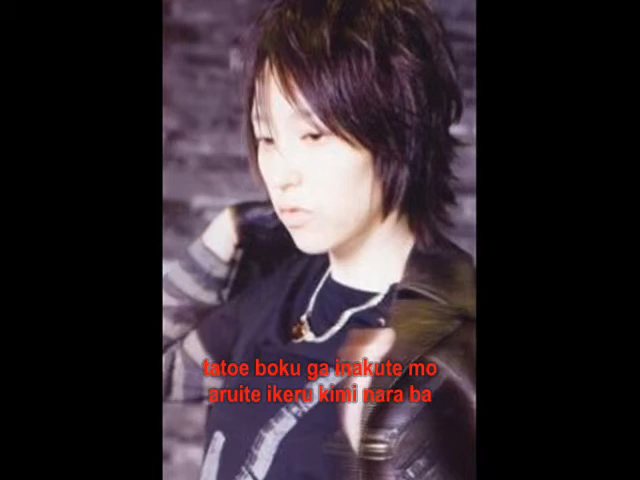 tatoe boku ga inakute mo
aruite ikeru kimi nara ba